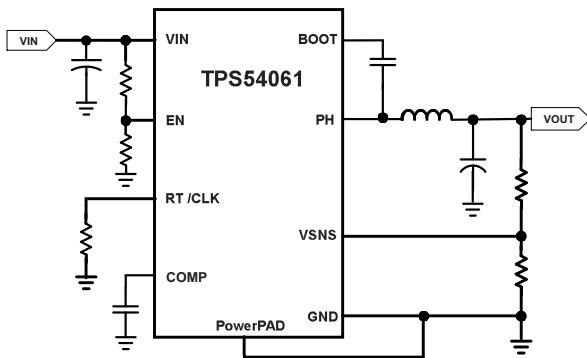 VIN
VIN
BOOT
TPS54061
EN
PH
VOUT
RT /CLK
VSNS
COMP
GND
PowerPAD